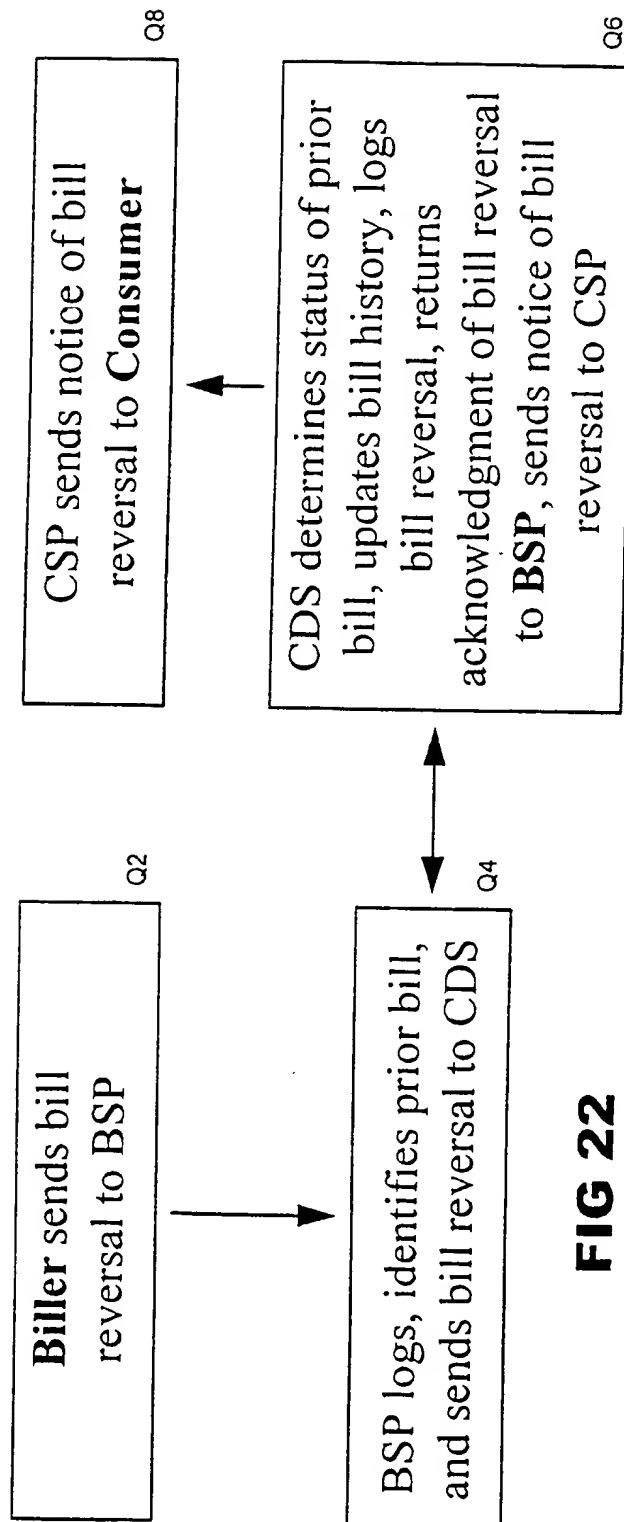 Biller sends bill
reversal to BSP
Q2
BSP logs, identifies prior bill,
and sends bill reversal to CDS
Q4
CDS determines status of prior
bill, updates bill history, logs
bill reversal, returns
acknowledgment of bill reversal
to BSP, sends notice of bill
reversal to CSP
Q6
CSP sends notice of bill
reversal to Consumer
Q8
FIG 22